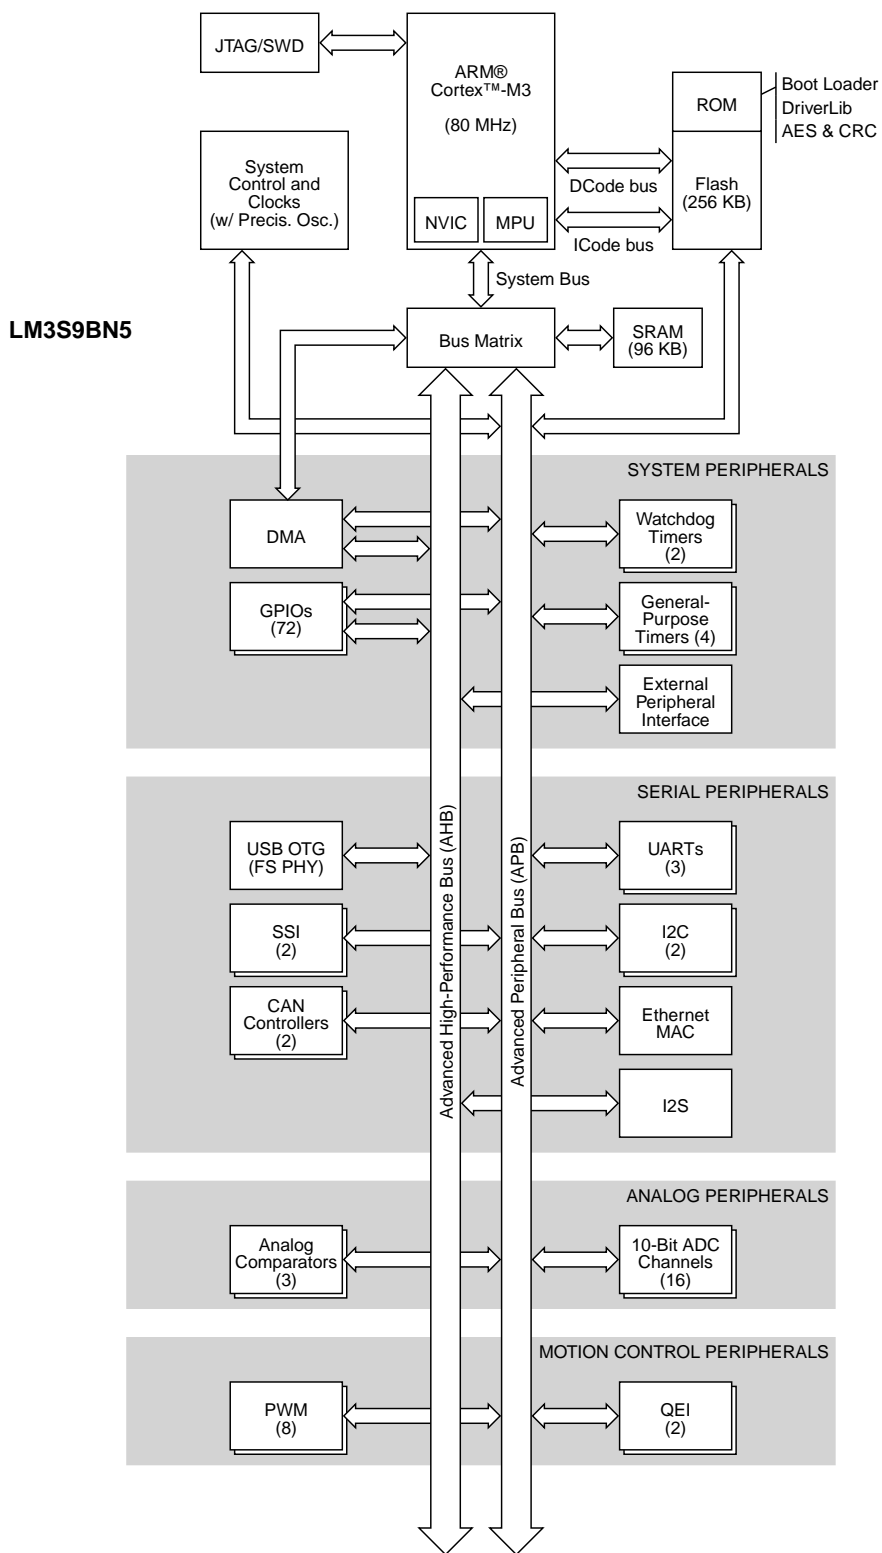 JTAG/SWD
ARM®
Cortex™-M3
(80 MHz)
NVIC
MPU
ROM
Boot Loader
DriverLib
AES & CRC
Flash
(256 KB)
DCode bus
ICode bus
System
Control and
Clocks
(w/ Precis. Osc.)
System Bus
LM3S9BN5
Bus Matrix
SRAM
(96 KB)
SYSTEM PERIPHERALS
DMA
Watchdog
Timers
(2)
GPIOs
(72)
General-
Purpose
Timers (4)
External
Peripheral
Interface
Advanced High-Performance Bus (AHB)
Advanced Peripheral Bus (APB)
SERIAL PERIPHERALS
USB OTG
(FS PHY)
UARTs
(3)
SSI
(2)
I2C
(2)
CAN
Controllers
(2)
Ethernet
MAC
I2S
ANALOG PERIPHERALS
Analog
Comparators
(3)
10-Bit ADC
Channels
(16)
MOTION CONTROL PERIPHERALS
PWM
(8)
QEI
(2)